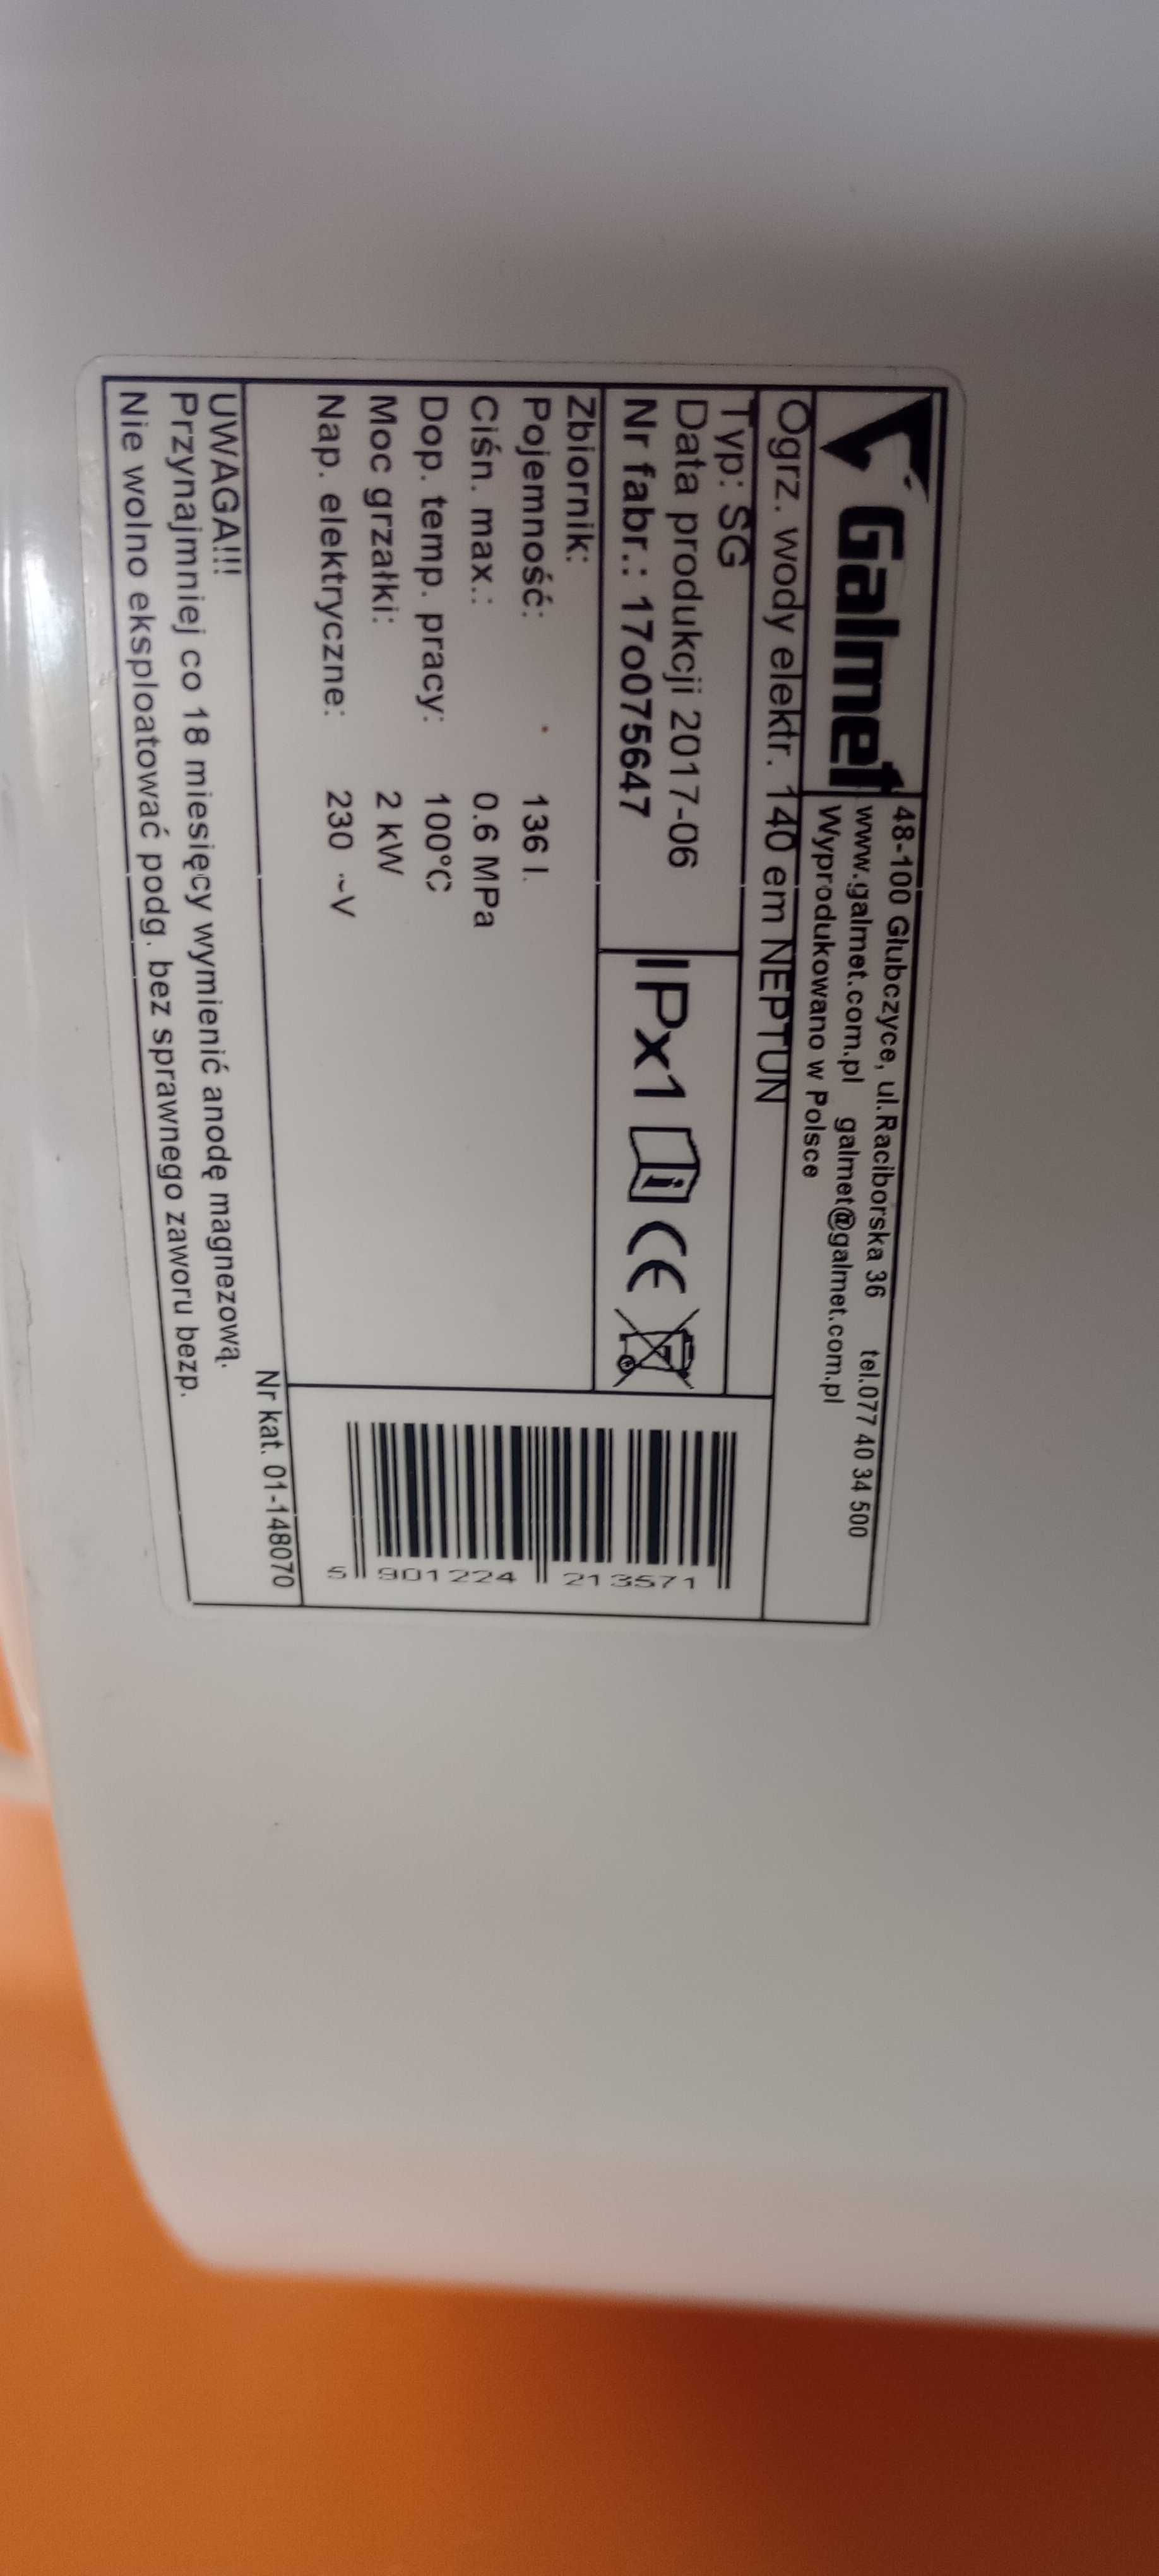 Galmet
48-100 Głubczyce, ul.Raciborska 36 tel.077 40 34 500
www.galmet.com.pl galmet@galmet.com.pl
Wyprodukowano w Polsce
Ogrz. wody elektr. 140 em NEPTUN
Typ: SG
Data produkcji 2017-06
Nr fabr.: 17o07647
IPx1 i CE
Zbiornik:
Pojemność: 136 l.
Ciśn. max.: 0.6 MPa
Dop. temp. pracy: 100°C
Moc grzałki: 2 kW
Nap. elektryczne: 230 ~V
5 901224 213571
Nr kat. 01-148070
UWAGA!!!
Przynajmniej co 18 miesięcy wymienić anodę magnezową.
Nie wolno eksploatować podg. bez sprawnego zaworu bezp.